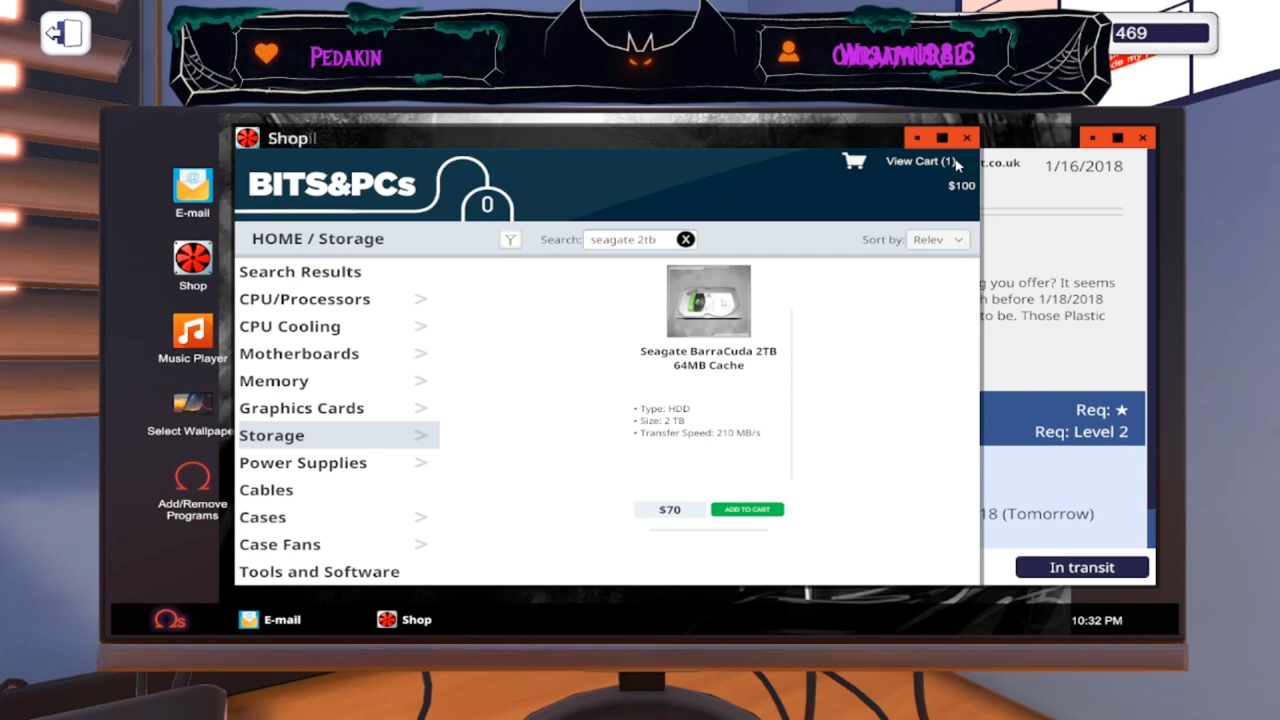 PEDAKIN
469
Shop
View Cart (1)
$100
BITS&PCs
HOME / Storage
Search: seagate 2tb
Sort by: Relev
Search Results
CPU/Processors
CPU Cooling
Motherboards
Memory
Graphics Cards
Storage
Power Supplies
Cables
Cases
Case Fans
Tools and Software
Seagate BarraCuda 2TB
64MB Cache
• Type: HDD
• Size: 2 TB
• Transfer Speed: 210 MB/s
$70
ADD TO CART
E-mail
Shop
Music Player
Select Wallpape
Add/Remove
Programs
t.co.uk
1/16/2018
g you offer? It seems
h before 1/18/2018
to be. Those Plastic
Req: ★
Req: Level 2
18 (Tomorrow)
In transit
E-mail
Shop
10:32 PM